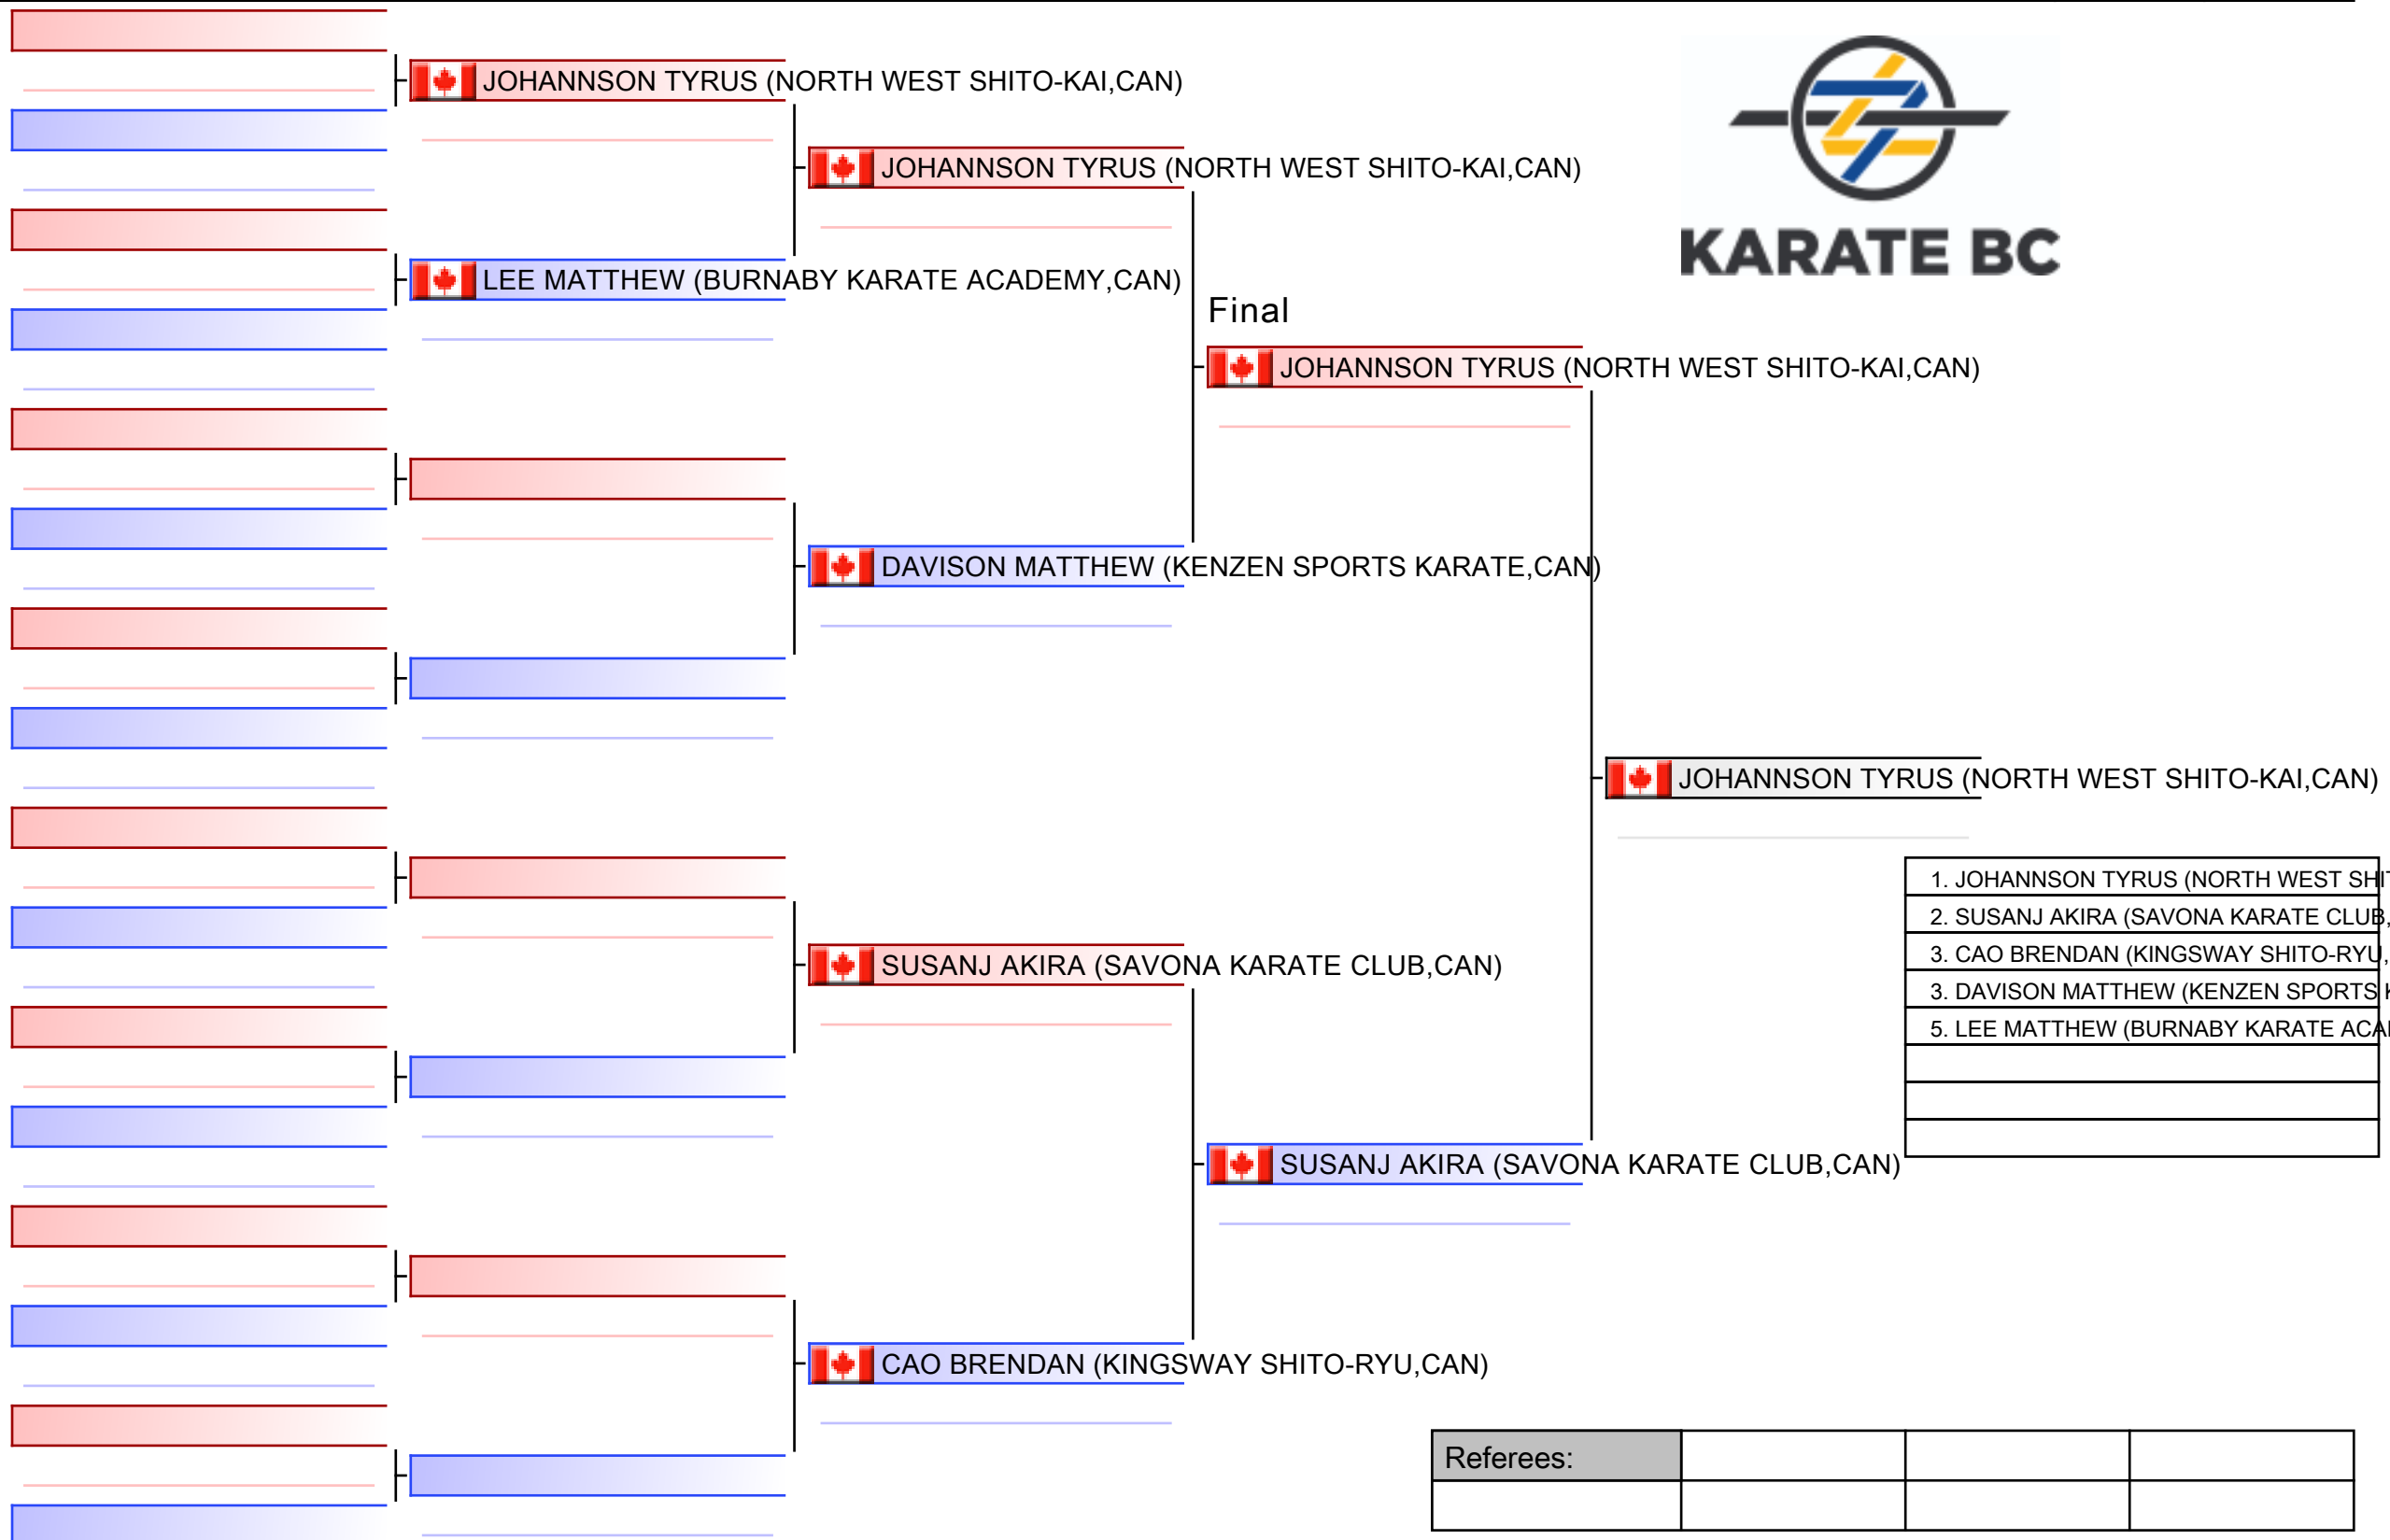 JOHANNSON TYRUS (NORTH WEST SHITO-KAI,CAN)
JOHANNSON TYRUS (NORTH WEST SHITO-KAI,CAN)
KARATE BC
LEE MATTHEW (BURNABY KARATE ACADEMY,CAN)
Final
JOHANNSON TYRUS (NORTH WEST SHITO-KAI,CAN)
DAVISON MATTHEW (KENZEN SPORTS KARATE,CAN)
JOHANNSON TYRUS (NORTH WEST SHITO-KAI,CAN)
1. JOHANNSON TYRUS (NORTH WEST SHIT
2. SUSANJ AKIRA (SAVONA KARATE CLUB,
3. CAO BRENDAN (KINGSWAY SHITO-RYU,
3. DAVISON MATTHEW (KENZEN SPORTS K
5. LEE MATTHEW (BURNABY KARATE ACA
SUSANJ AKIRA (SAVONA KARATE CLUB,CAN)
SUSANJ AKIRA (SAVONA KARATE CLUB,CAN)
CAO BRENDAN (KINGSWAY SHITO-RYU,CAN)
Referees: